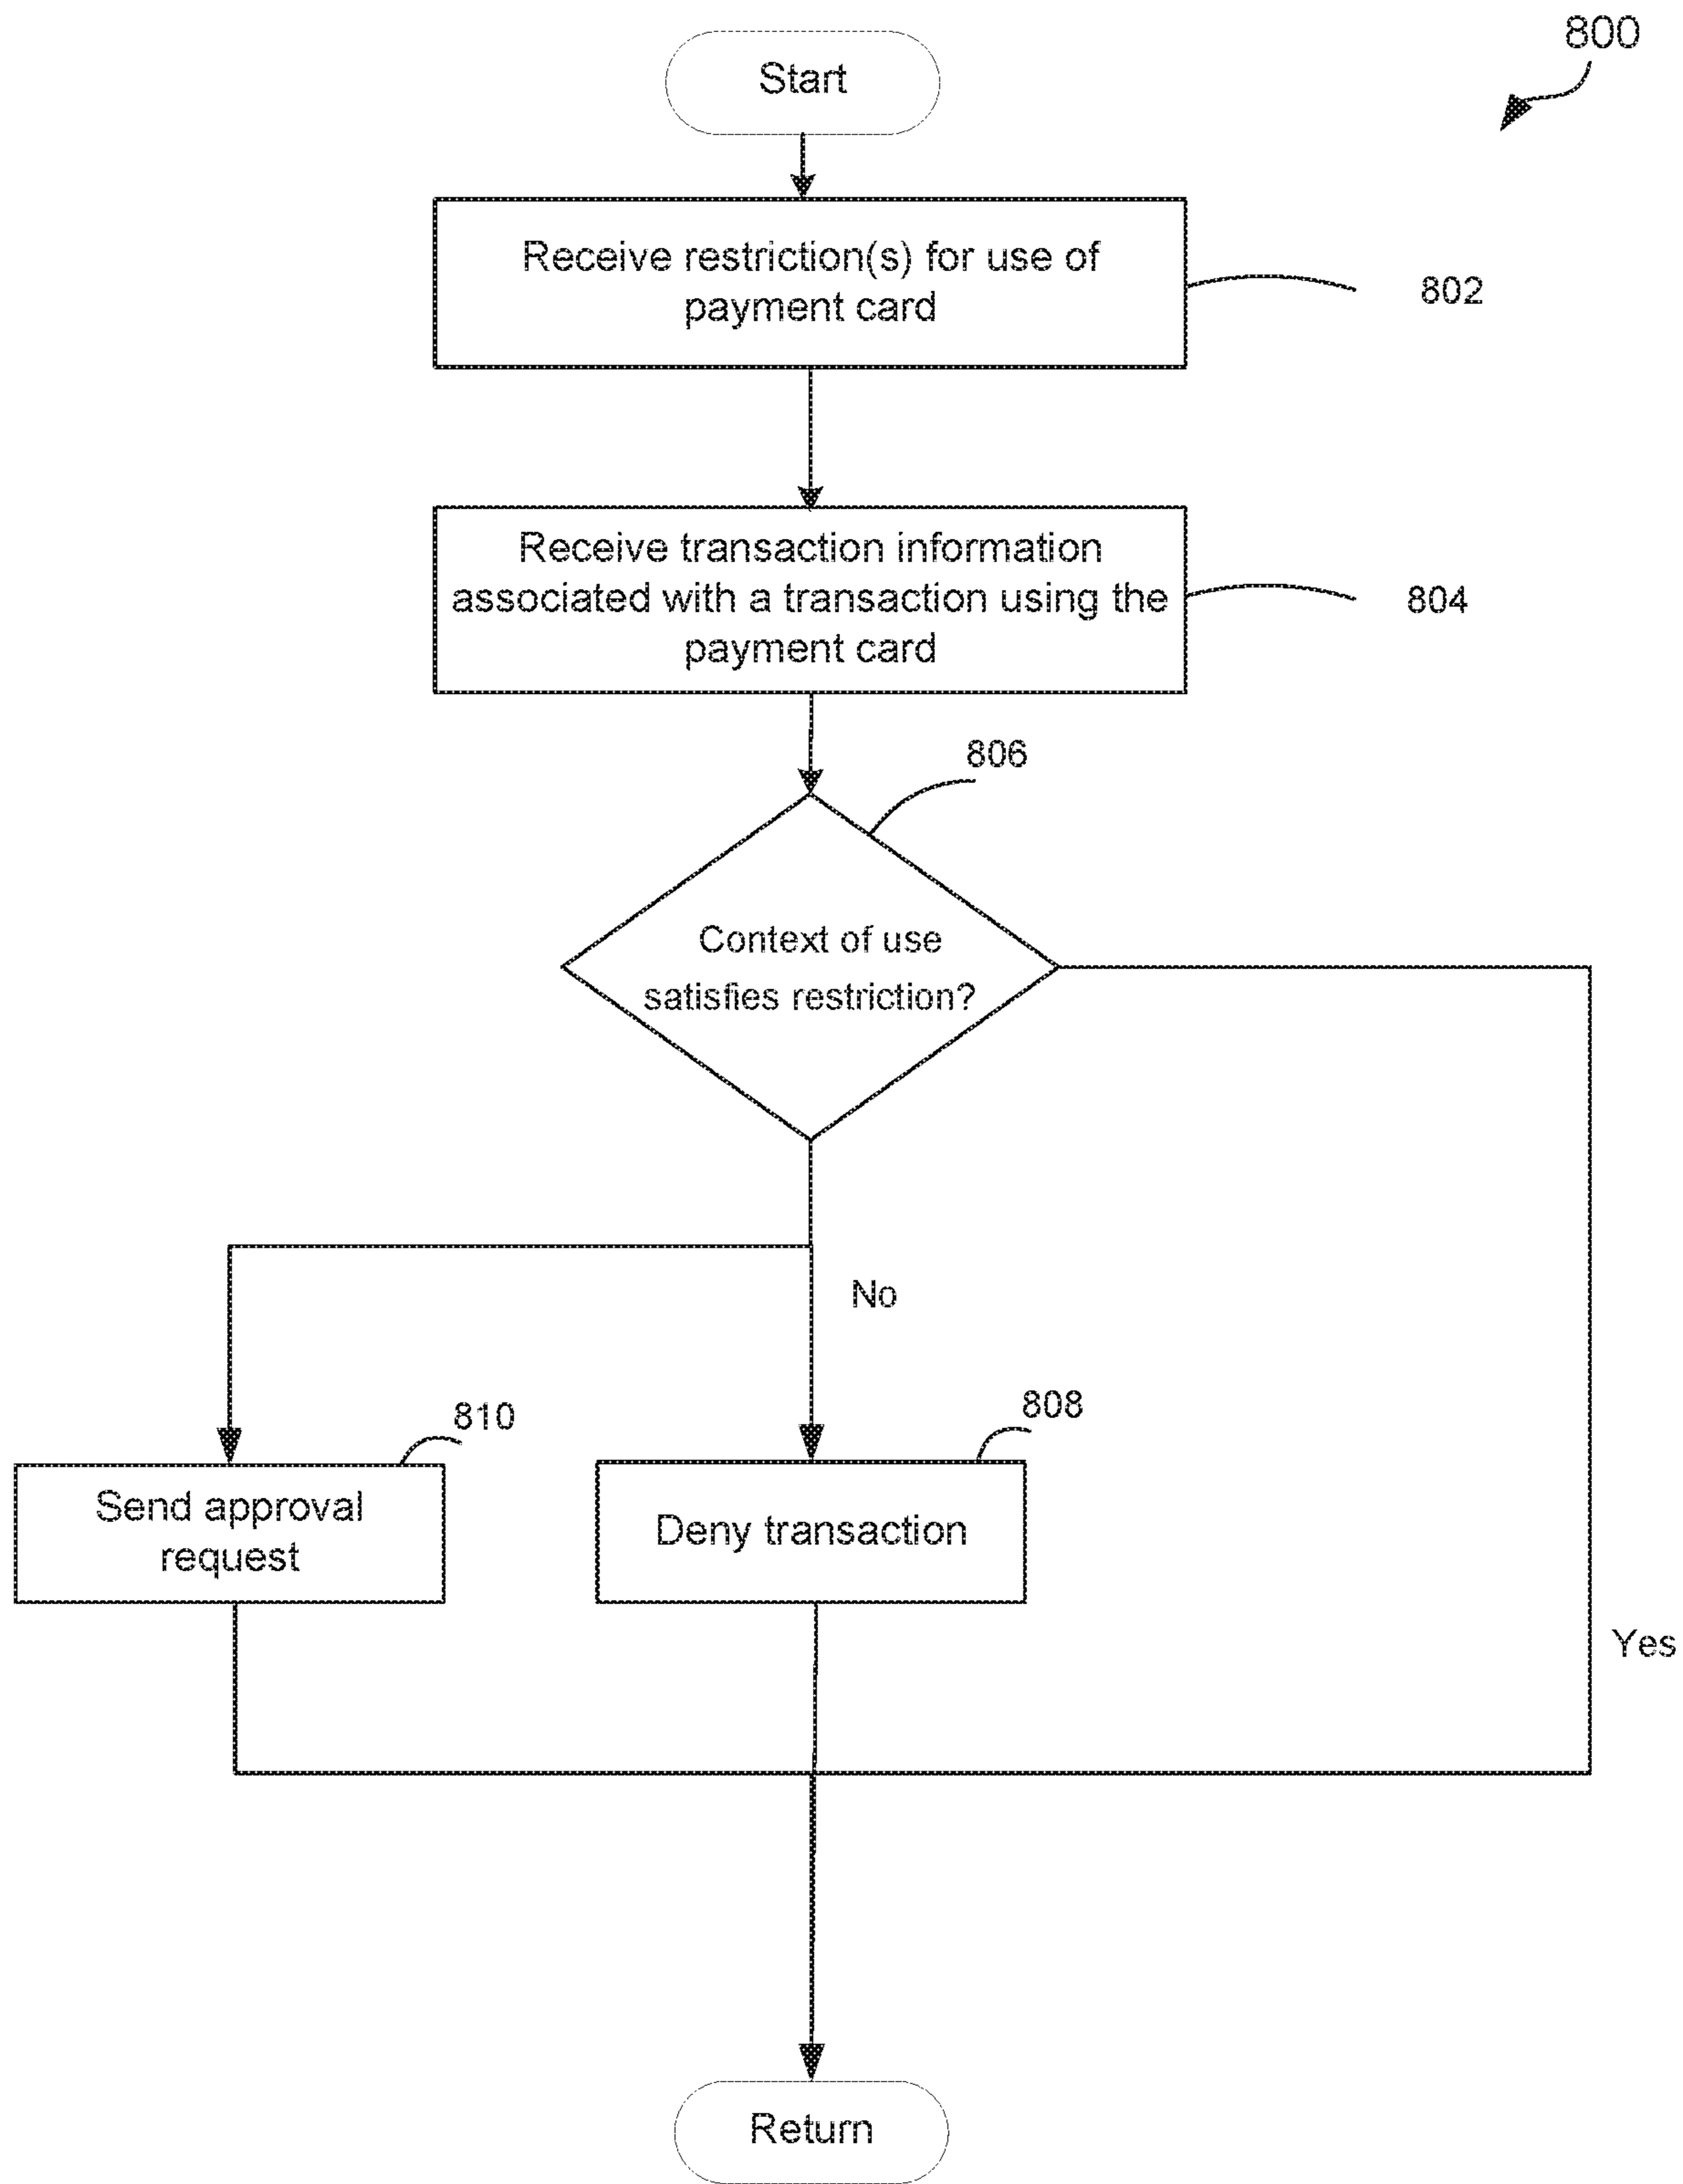 800
Start
Receive restriction(s) for use of
payment card
802
Receive transaction information
associated with a transaction using the
payment card
804
806
Context of use
satisfies restriction?
No
810
808
Send approval
request
Deny transaction
Yes
Return